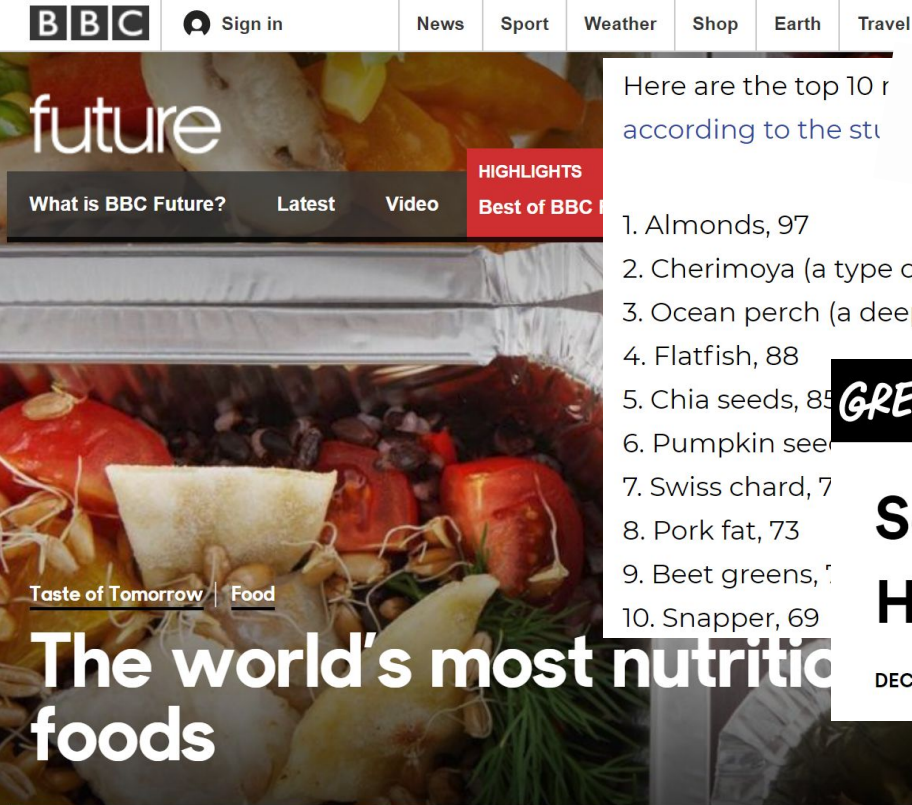 BBC Sign in News Sport Weather Shop Earth Travel
future
What is BBC Future? Latest Video
HIGHLIGHTS
Best of BBC
Here are the top 10
according to the
1. Almonds, 97
2. Cherimoya (a type
3. Ocean perch (a
4. Flatfish, 88
5. Chia seeds, 85
6. Pumpkin
7. Swiss chard,
8. Pork fat, 73
9. Beet greens,
10. Snapper, 69
Taste of Tomorrow Food
The world's most
foods